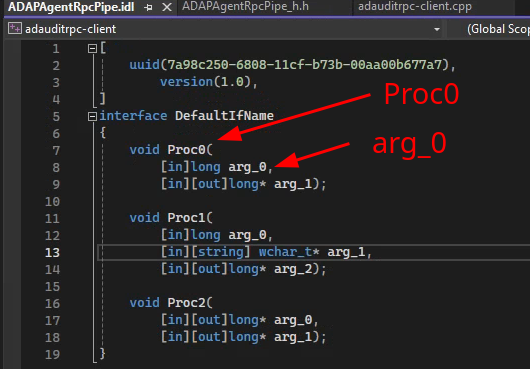 ADAPAgentRpcPipe.idl ADAPAgentRpcPipe_h.h adauditrpc-client.cpp
adauditrpc-client (Global Scop
1 [
2 uuid(7a98c250-6808-11cf-b73b-00aa00b677a7),
3 version(1.0),
4 ]
5 interface DefaultIfName
6 {
7 void Proc0(
8 [in]long arg_0,
9 [in][out]long* arg_1);
10
11 void Proc1(
12 [in]long arg_0,
13 [in][string] wchar_t* arg_1,
14 [in][out]long* arg_2);
15
16 void Proc2(
17 [in][out]long* arg_0,
18 [in][out]long* arg_1);
19 }
Proc0
arg_0